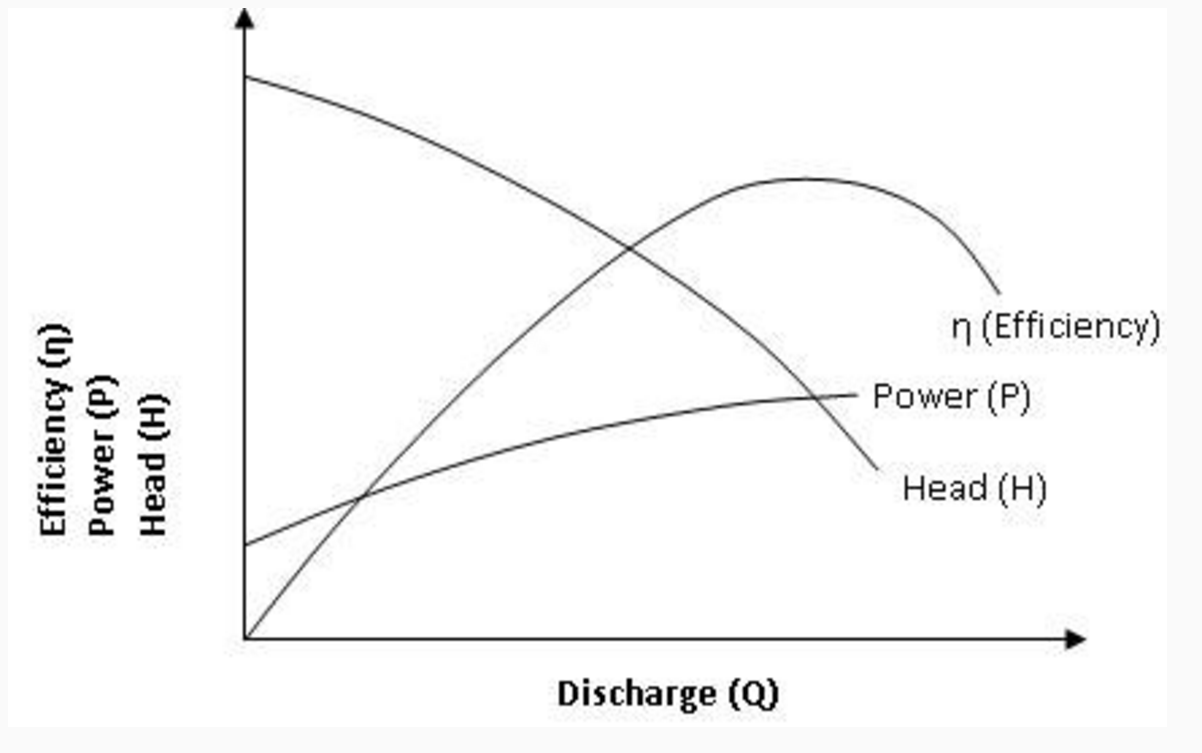 Efficiency (η)
Power (P)
Head (H)
η (Efficiency)
Power (P)
Head (H)
Discharge (Q)